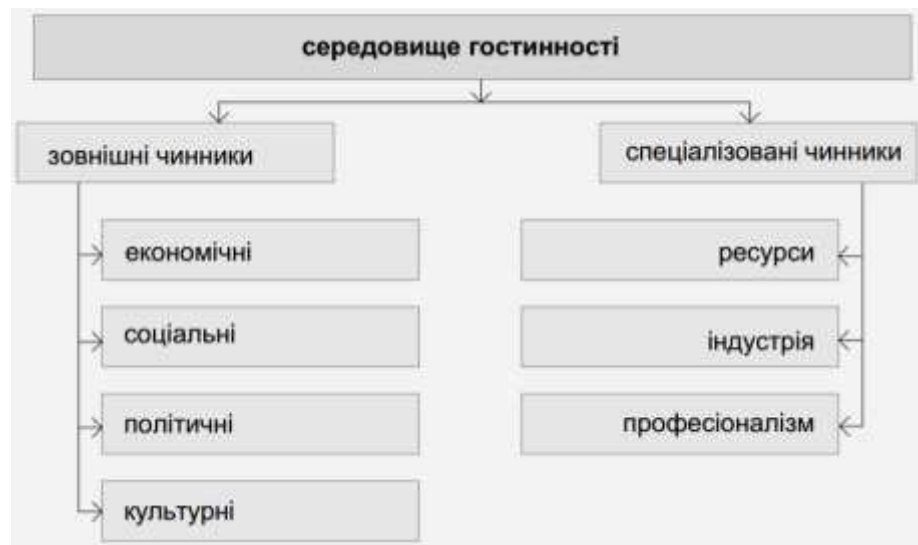 середовище гостинності
зовнішні чинники
спеціалізовані чинники
економічні
соціальні
політичні
культурні
ресурси
індустрія
професіоналізм